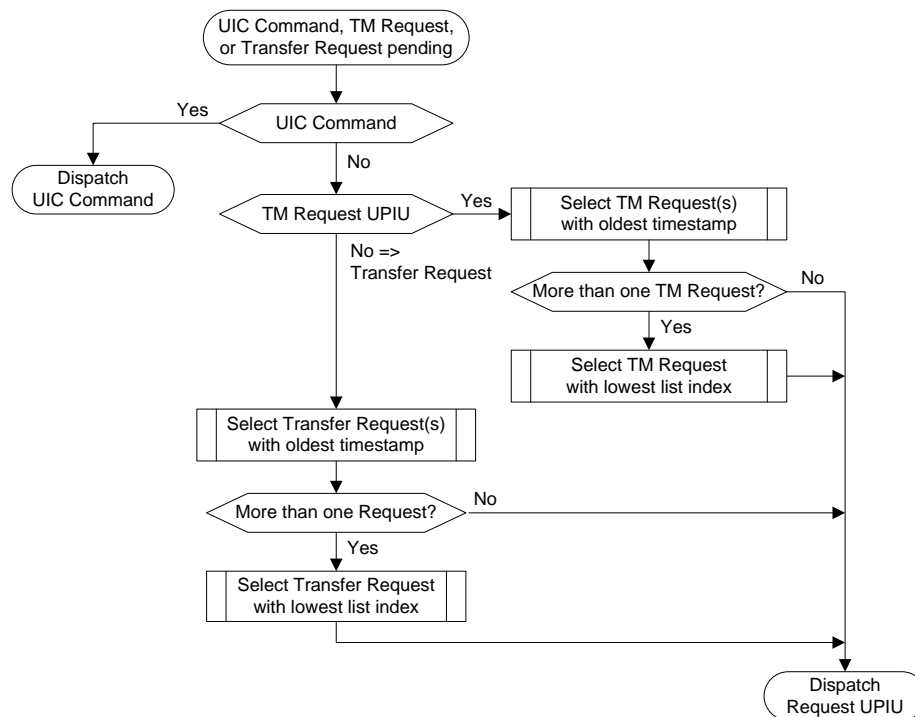 UIC Command, TM Request,
or Transfer Request pending
Yes
UIC Command
No
Dispatch
UIC Command
TM Request UPIU
Yes
Select TM Request(s)
with oldest timestamp
No =>
Transfer Request
More than one TM Request?
No
Yes
Select TM Request
with lowest list index
Select Transfer Request(s)
with oldest timestamp
More than one Request?
No
Yes
Select Transfer Request
with lowest list index
Dispatch
Request UPIU